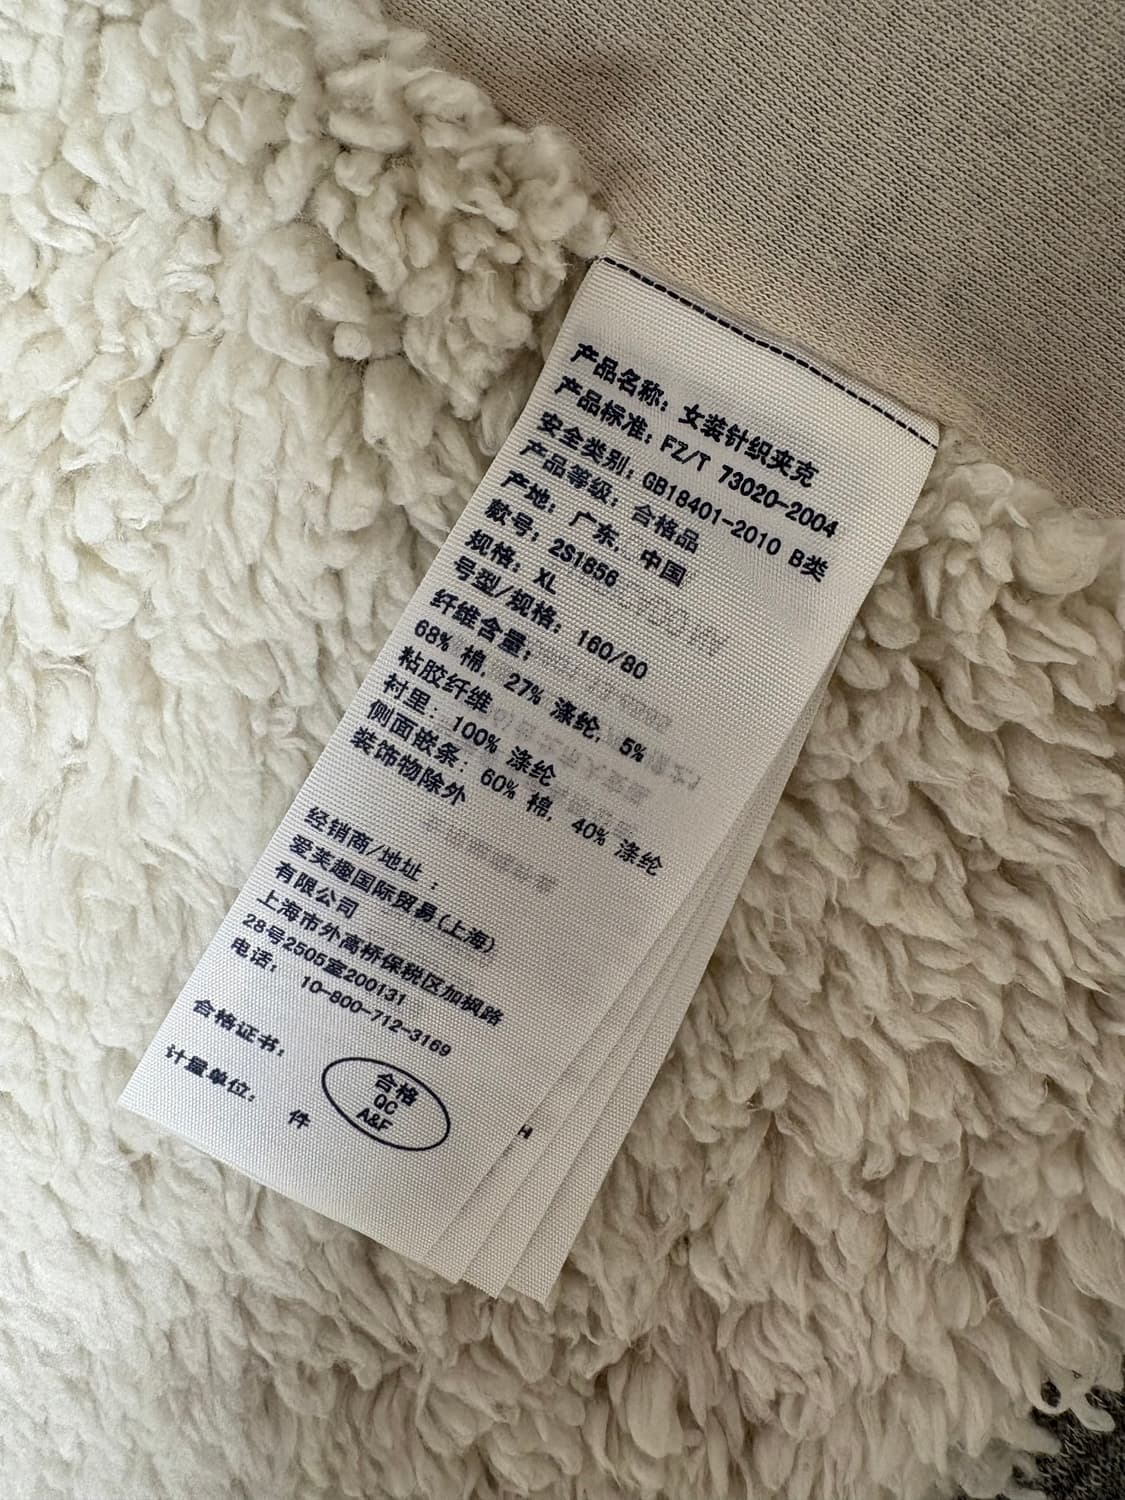 产品名称：女装针织夹克
产品标准：FZ/T 73020-2004
安全类别：GB18401-2010 B类
产品等级：合格品
产地：广东，中国
款号：2S1856
规格：XL
号型/规格：160/80
纤维含量：
68% 棉，27% 涤纶，5%
粘胶纤维
衬里：100% 涤纶
侧面嵌条：60% 棉，40% 涤纶
装饰物除外
经销商/地址：
爱芙趣国际贸易(上海)
有限公司
上海市外高桥保税区加枫路
28号2505室200131
电话： 10-800-712-3169
合格证书：
合格
QC
A&F
计量单位： 件